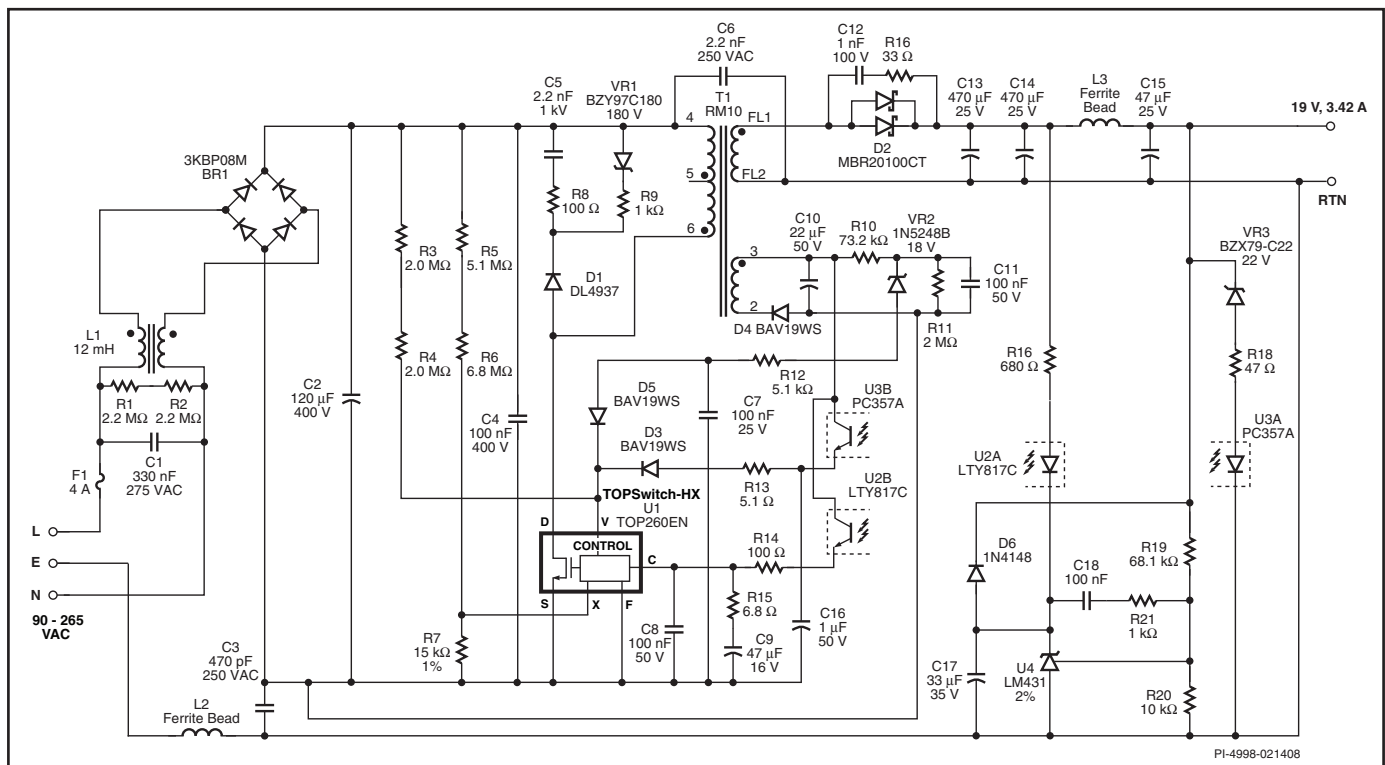 C6
2.2 nF
250 VAC
C12
1 nF
100 V
R16
33 Ω
C5
2.2 nF
1 kV
VR1
BZY97C180
180 V
T1
RM10
4
5
6
FL1
FL2
D2
MBR20100CT
C13
470 µF
25 V
C14
470 µF
25 V
L3
Ferrite
Bead
C15
47 µF
25 V
19 V, 3.42 A
RTN
3KBP08M
BR1
R8
100 Ω
R9
1 kΩ
R3
2.0 MΩ
R5
5.1 MΩ
D1
DL4937
C10
22 µF
50 V
R10
73.2 kΩ
VR2
1N5248B
18 V
3
2
C11
100 nF
50 V
D4 BAV19WS
R11
2 MΩ
VR3
BZX79-C22
22 V
L1
12 mH
R1
2.2 MΩ
R2
2.2 MΩ
C1
330 nF
275 VAC
F1
4 A
C2
120 µF
400 V
R4
2.0 MΩ
R6
6.8 MΩ
C4
100 nF
400 V
D5
BAV19WS
D3
BAV19WS
C7
100 nF
25 V
R12
5.1 kΩ
R13
5.1 Ω
U3B
PC357A
U2B
LTY817C
R16
680 Ω
U2A
LTY817C
R18
47 Ω
U3A
PC357A
TOPSwitch-HX
U1
TOP260EN
D
V
CONTROL
C
S
X
F
R14
100 Ω
R15
6.8 Ω
C8
100 nF
50 V
C9
47 µF
16 V
C16
1 µF
50 V
D6
1N4148
C18
100 nF
R21
1 kΩ
R19
68.1 kΩ
C17
33 µF
35 V
U4
LM431
2%
R20
10 kΩ
L
E
N
90 - 265
VAC
C3
470 pF
250 VAC
R7
15 kΩ
1%
L2
Ferrite Bead
PI-4998-021408